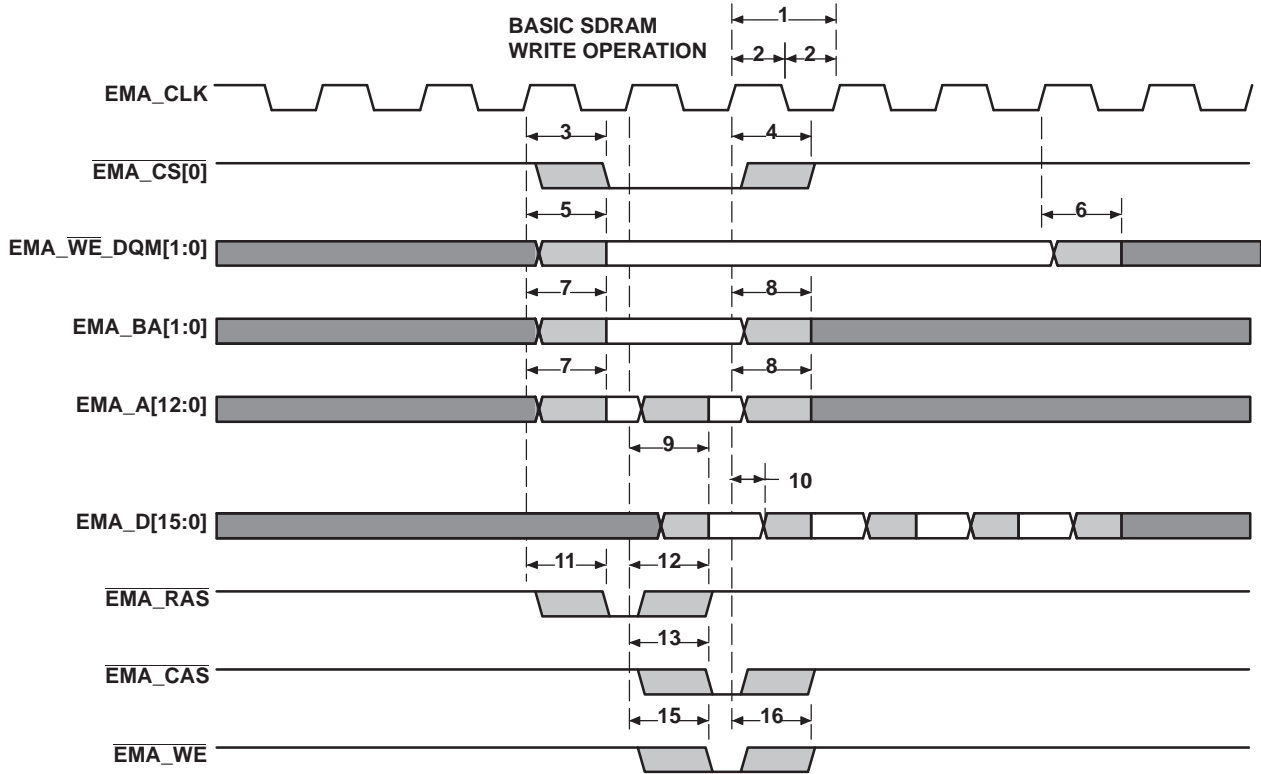 1
BASIC SDRAM
WRITE OPERATION
2 2
EMA_CLK
3 4
EMA_CS[0]
5 6
EMA_WE_DQM[1:0]
7 8
EMA_BA[1:0]
7 8
EMA_A[12:0]
9
10
EMA_D[15:0]
11 12
EMA_RAS
13
EMA_CAS
15 16
EMA_WE